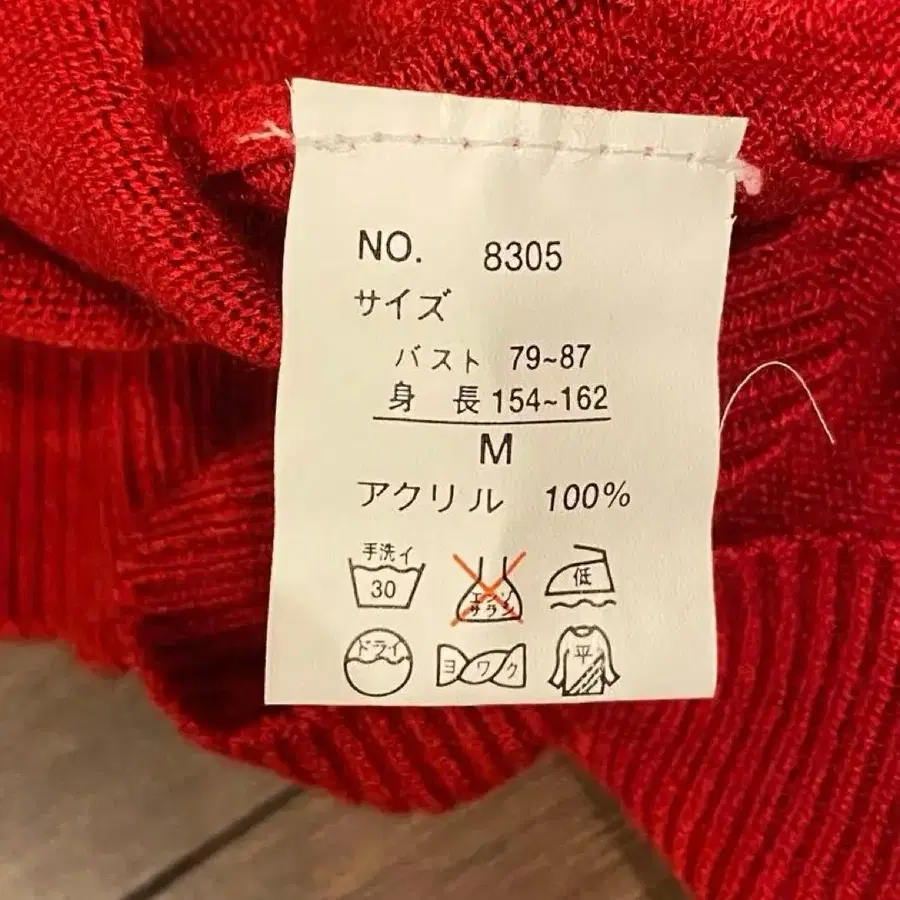 NO. 8305
サイズ
バスト 79~87
身 長 154~162
M
アクリル 100%
手洗イ
30
エンソ
サラシ
低
ドライ
ヨワク
平